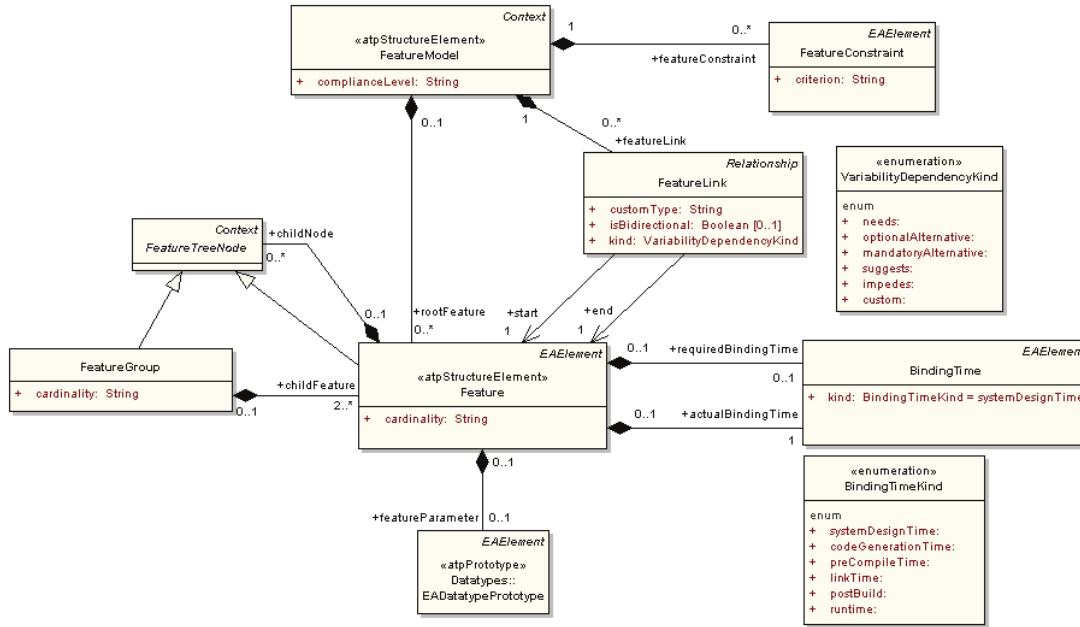 Context
«atpStructureElement»
FeatureModel
+ complianceLevel: String
1
0..*
+featureConstraint
EAElement
FeatureConstraint
+ criterion: String
0..1
1
0..*
+featureLink
Relationship
FeatureLink
+ customType: String
+ isBidirectional: Boolean [0..1]
+ kind: VariabilityDependencyKind
«enumeration»
VariabilityDependencyKind
enum
+ needs:
+ optionalAlternative:
+ mandatoryAlternative:
+ suggests:
+ impedes:
+ custom:
Context
FeatureTreeNode
+childNode
0..*
0..1
+rootFeature
0..*
+start
1
+end
1
FeatureGroup
+ cardinality: String
0..1
+childFeature
2..*
EAElement
«atpStructureElement»
Feature
+ cardinality: String
0..1
+requiredBindingTime
0..1
0..1
+actualBindingTime
1
EAElement
BindingTime
+ kind: BindingTimeKind = systemDesignTime
«enumeration»
BindingTimeKind
enum
+ systemDesignTime:
+ codeGenerationTime:
+ preCompileTime:
+ linkTime:
+ postBuild:
+ runtime:
0..1
+featureParameter
0..1
EAElement
«atpPrototype»
Datatypes::
EADatatypePrototype